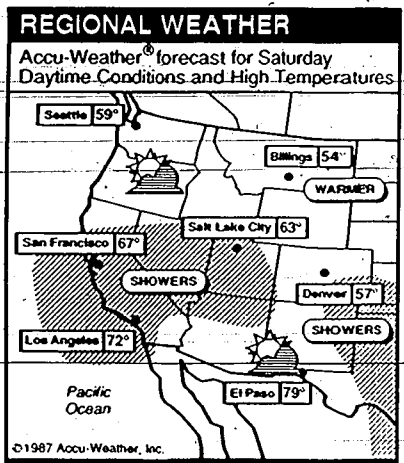 REGIONAL WEATHER
Accu-Weather® forecast for Saturday
Daytime Conditions and High Temperatures
Seattle 59°
Billings 54°
WARMER
Salt Lake City 63°
San Francisco 67°
SHOWERS
Denver 57°
SHOWERS
Los Angeles 72°
El Paso 79°
Pacific
Ocean
©1987 Accu-Weather, Inc.